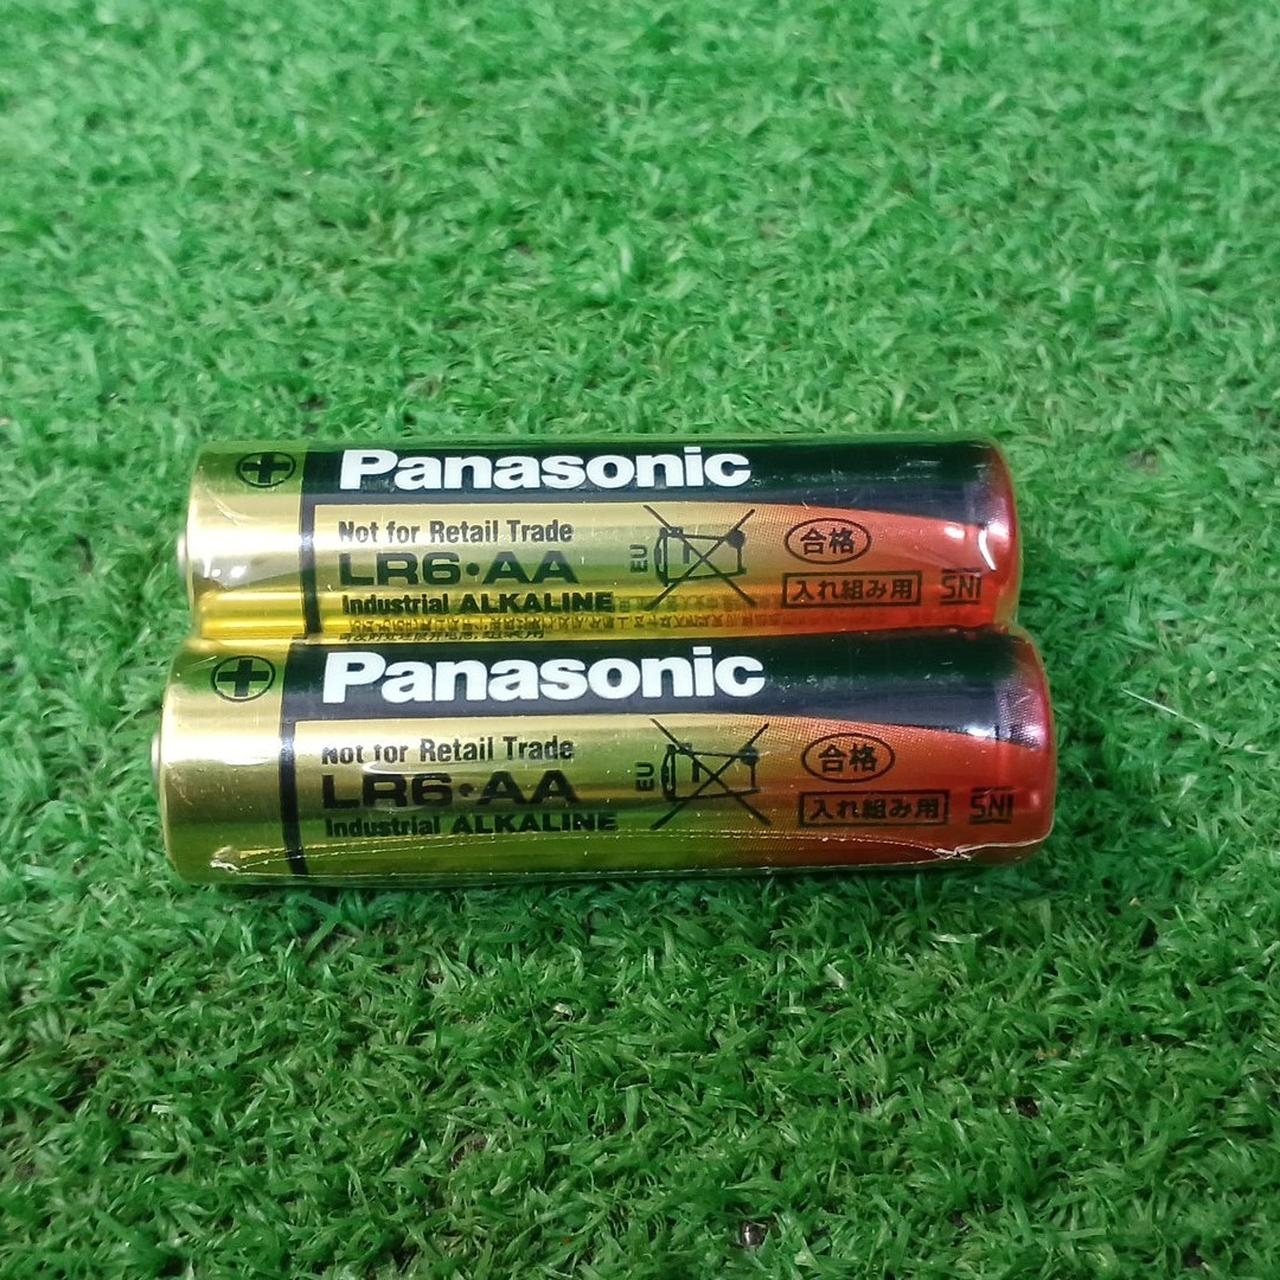 Panasonic
Not for Retail Trade
LR6•AA
Industrial ALKALINE
EU
合格
入れ組み用
SNI
Panasonic
Not for Retail Trade
LR6•AA
Industrial ALKALINE
EU
合格
入れ組み用
SNI